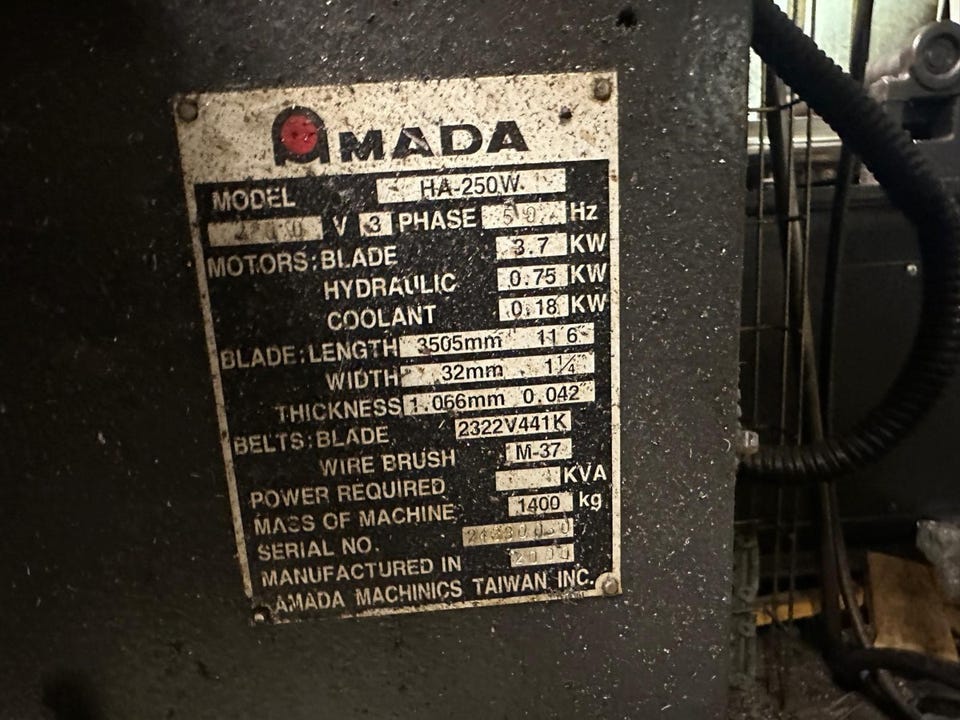 AMADA
MODEL HA-250W
V 3 PHASE Hz
MOTORS: BLADE 3.7 KW
HYDRAULIC 0.75 KW
COOLANT 0.18 KW
BLADE: LENGTH 3505mm 11 6
WIDTH 32mm 1¼
THICKNESS 1.066mm 0.042
BELTS: BLADE 2322V441K
WIRE BRUSH M-37
POWER REQUIRED KVA
MASS OF MACHINE 1400 kg
SERIAL NO.
MANUFACTURED IN
AMADA MACHINICS TAIWAN INC.